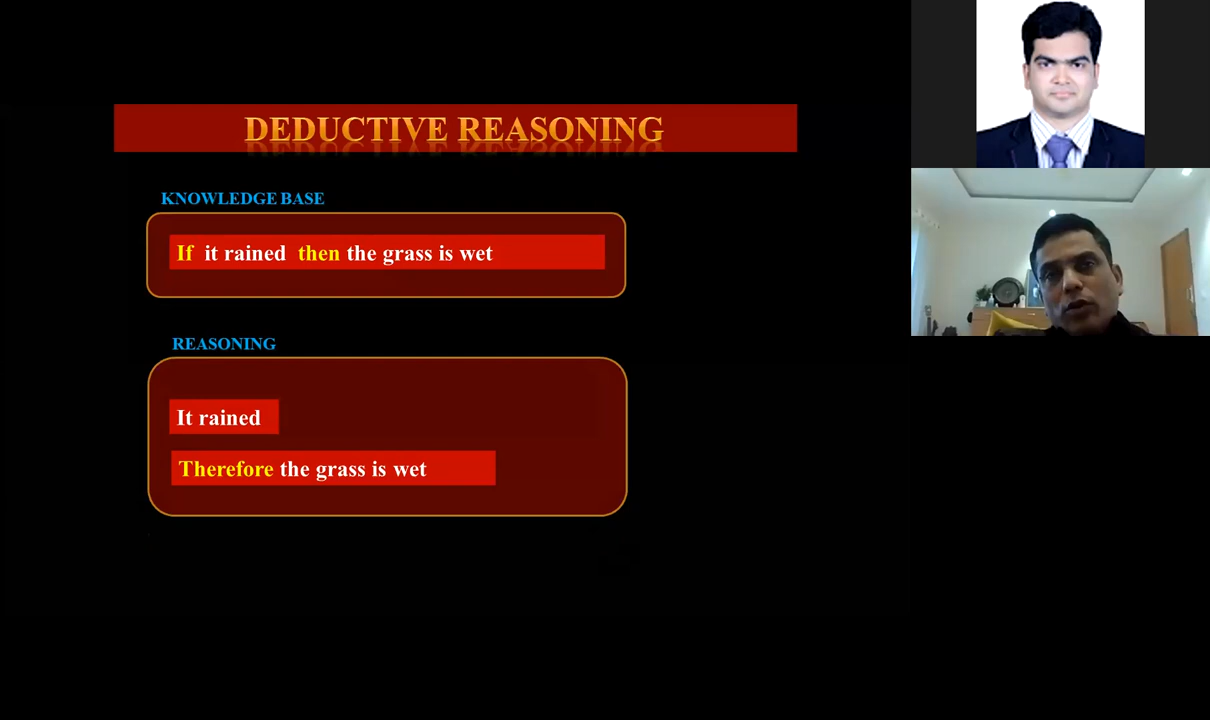 DEDUCTIVE REASONING
KNOWLEDGE BASE
If it rained then the grass is wet
REASONING
It rained
Therefore the grass is wet